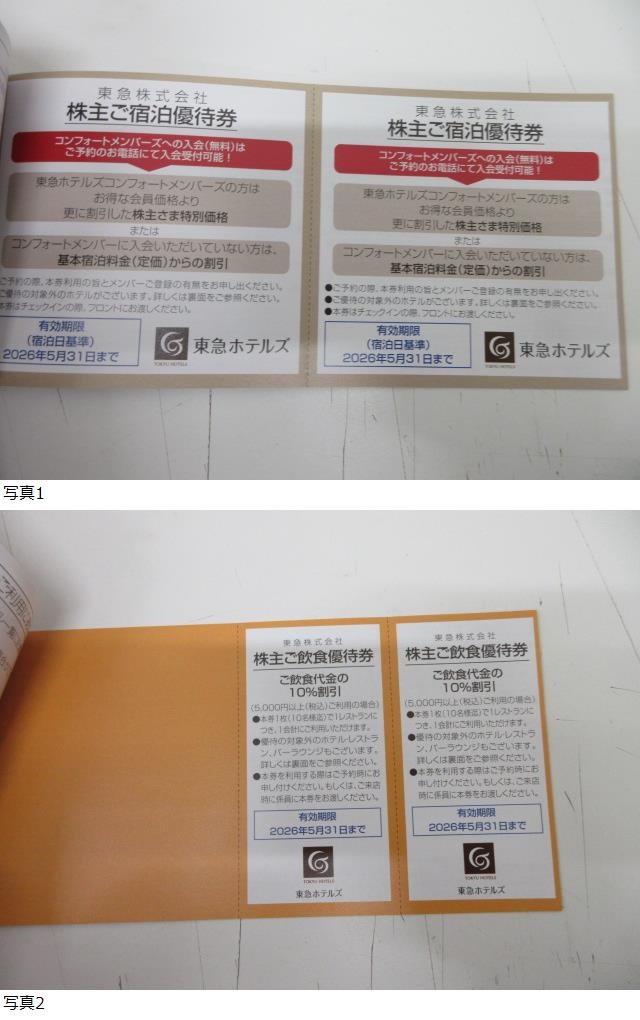 東急株式会社
株主ご宿泊優待券
コンフォートメンバーズへの入会(無料)は
ご予約のお電話にて入会受付可能!
東急ホテルズコンフォートメンバーズの方は
お得な会員価格より
更に割引した株主さま特別価格
または
コンフォートメンバーに入会いただいていない方は、
基本宿泊料金(定価)からの割引
ご予約の際、本券利用の旨とメンバーご登録の有無をお申し出ください。
ご優待の対象外のホテルがございます。詳しくは裏面をご参照ください。
本券はチェックインの際、フロントにお渡しください。
有効期限
(宿泊日基準)
2026年5月31日まで
TOKYU HOTELS
東急ホテルズ
東急株式会社
株主ご宿泊優待券
コンフォートメンバーズへの入会(無料)は
ご予約のお電話にて入会受付可能!
東急ホテルズコンフォートメンバーズの方は
お得な会員価格より
更に割引した株主さま特別価格
または
コンフォートメンバーに入会いただいていない方は、
基本宿泊料金(定価)からの割引
●ご予約の際、本券利用の旨とメンバーご登録の有無をお申し出ください。
●ご優待の対象外のホテルがございます。詳しくは裏面をご参照ください。
●本券はチェックインの際、フロントにお渡しください。
有効期限
(宿泊日基準)
2026年5月31日まで
TOKYU HOTELS
東急ホテルズ
写真1
ご利用にあ
東急株式会社
株主ご飲食優待券
ご飲食代金の
10%割引
(5,000円以上(税込)ご利用の場合)
●本券1枚(10名様迄)で1レストランに
つき、1会計にご利用いただけます。
●優待の対象外のホテル・レストラ
ン、バーラウンジもございます。
詳しくは裏面をご参照ください。
●本券を利用する際はご予約時にお
申し付けください。もしくは、ご来店
時に係員に本券をお渡しください。
有効期限
2026年5月31日まで
TOKYU HOTELS
東急ホテルズ
東急株式会社
株主ご飲食優待券
ご飲食代金の
10%割引
(5,000円以上(税込)ご利用の場合)
●本券1枚(10名様迄)で1レストランに
つき、1会計にご利用いただけます。
●優待の対象外のホテル・レストラ
ン、バーラウンジもございます。
詳しくは裏面をご参照ください。
●本券を利用する際はご予約時にお
申し付けください。もしくは、ご来店
時に係員に本券をお渡しください。
有効期限
2026年5月31日まで
TOKYU HOTELS
東急ホテルズ
写真2